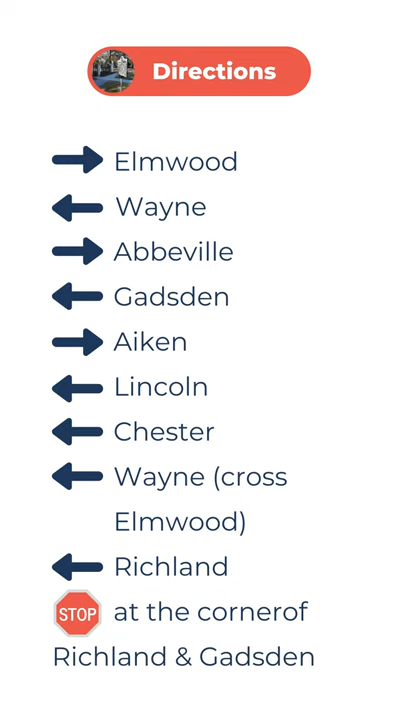 Directions
Elmwood
Wayne
Abbeville
Gadsden
Aiken
Lincoln
Chester
Wayne (cross
Elmwood)
Richland
STOP at the cornerof
Richland & Gadsden